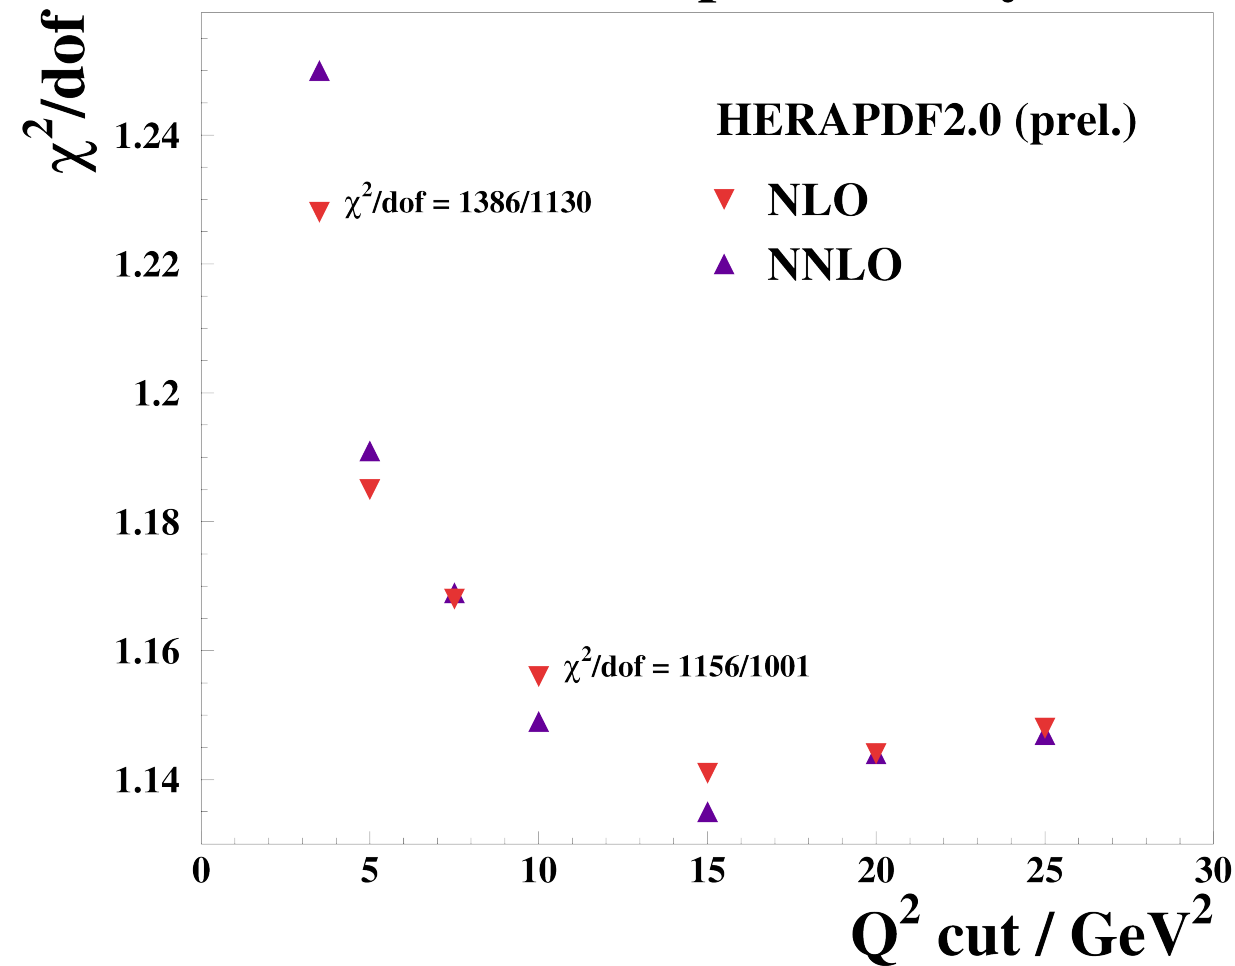 χ²/dof
HERAPDF2.0 (prel.)
NLO
NNLO
χ²/dof = 1386/1130
χ²/dof = 1156/1001
1.24
1.22
1.2
1.18
1.16
1.14
0 5 10 15 20 25 30
Q² cut / GeV²